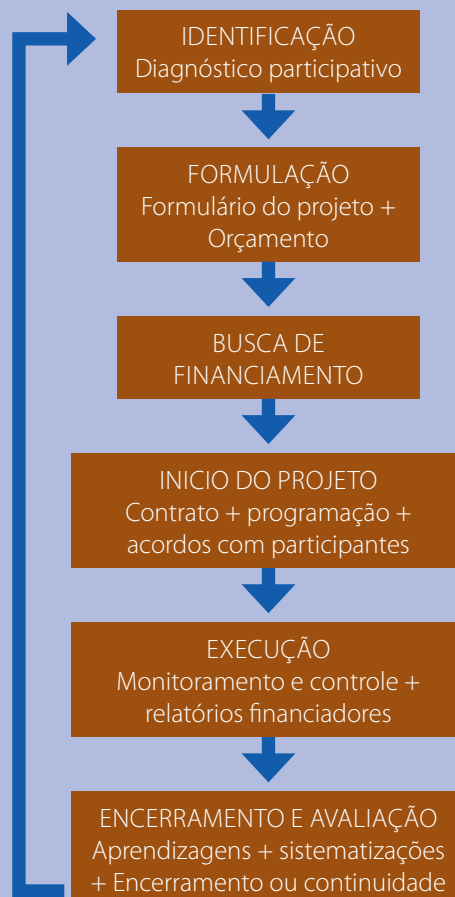 IDENTIFICAÇÃO
Diagnóstico participativo
FORMULAÇÃO
Formulário do projeto +
Orçamento
BUSCA DE
FINANCIAMENTO
INICIO DO PROJETO
Contrato + programação +
acordos com participantes
EXECUÇÃO
Monitoramento e controle +
relatórios financiadores
ENCERRAMENTO E AVALIAÇÃO
Aprendizagens + sistematizações
+ Encerramento ou continuidade